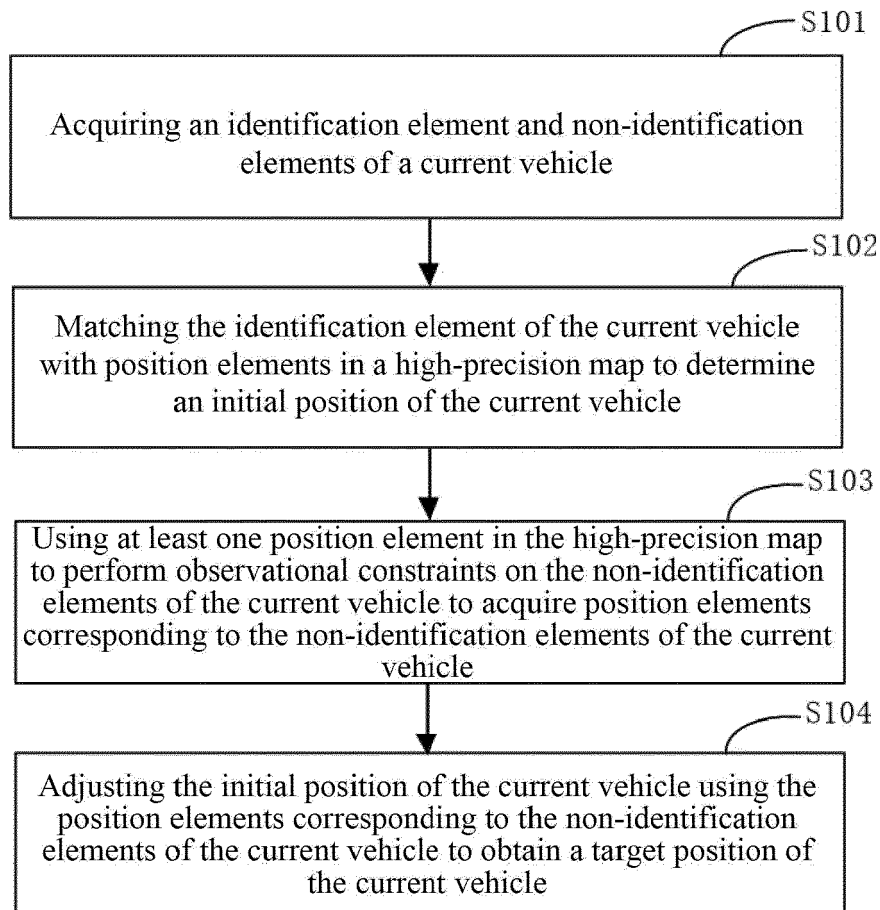 S101
Acquiring an identification element and non-identification
elements of a current vehicle
S102
Matching the identification element of the current vehicle
with position elements in a high-precision map to determine
an initial position of the current vehicle
S103
Using at least one position element in the high-precision map
to perform observational constraints on the non-identification
elements of the current vehicle to acquire position elements
corresponding to the non-identification elements of the current
vehicle
S104
Adjusting the initial position of the current vehicle using the
position elements corresponding to the non-identification
elements of the current vehicle to obtain a target position of
the current vehicle